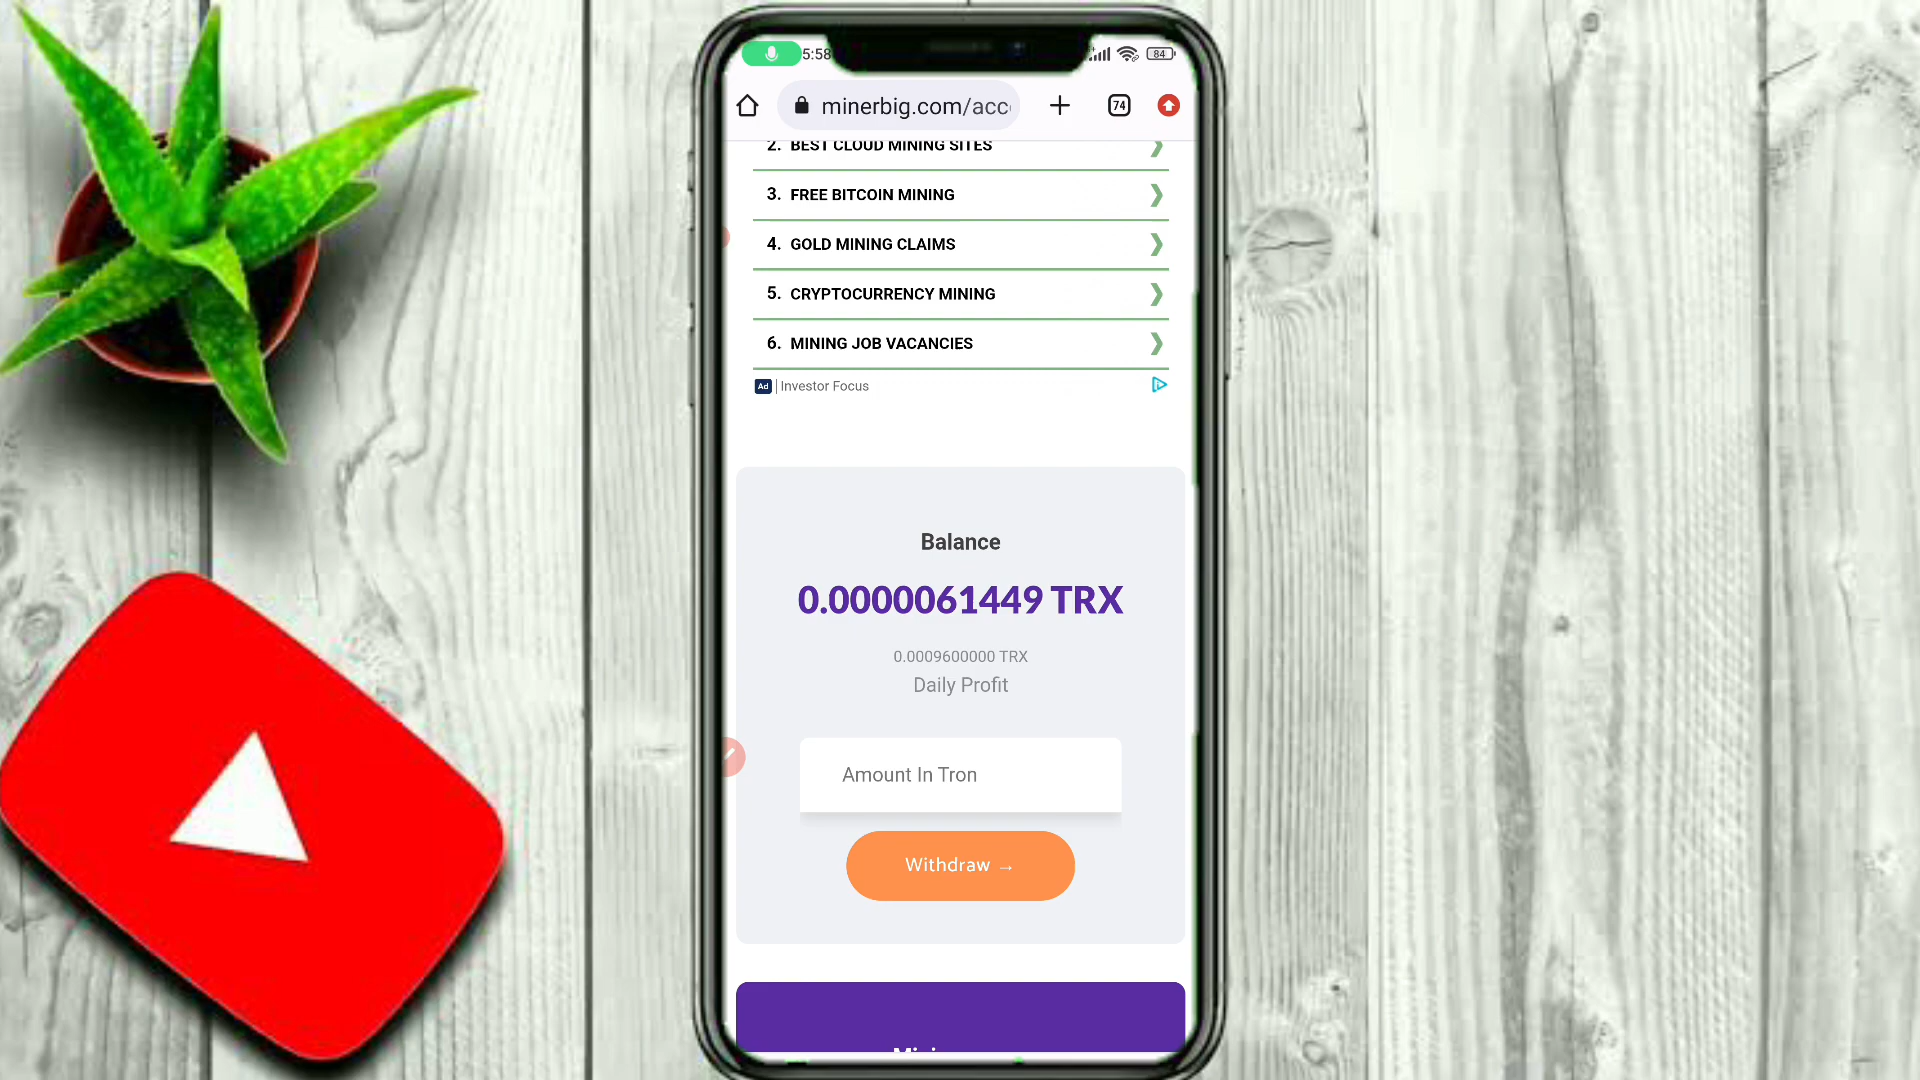 5:58
84
minerbig.com/acc
74
2. BEST CLOUD MINING SITES
3. FREE BITCOIN MINING
4. GOLD MINING CLAIMS
5. CRYPTOCURRENCY MINING
6. MINING JOB VACANCIES
Ad | Investor Focus
Balance
0.0000061449 TRX
0.0009600000 TRX
Daily Profit
Amount In Tron
Withdraw →